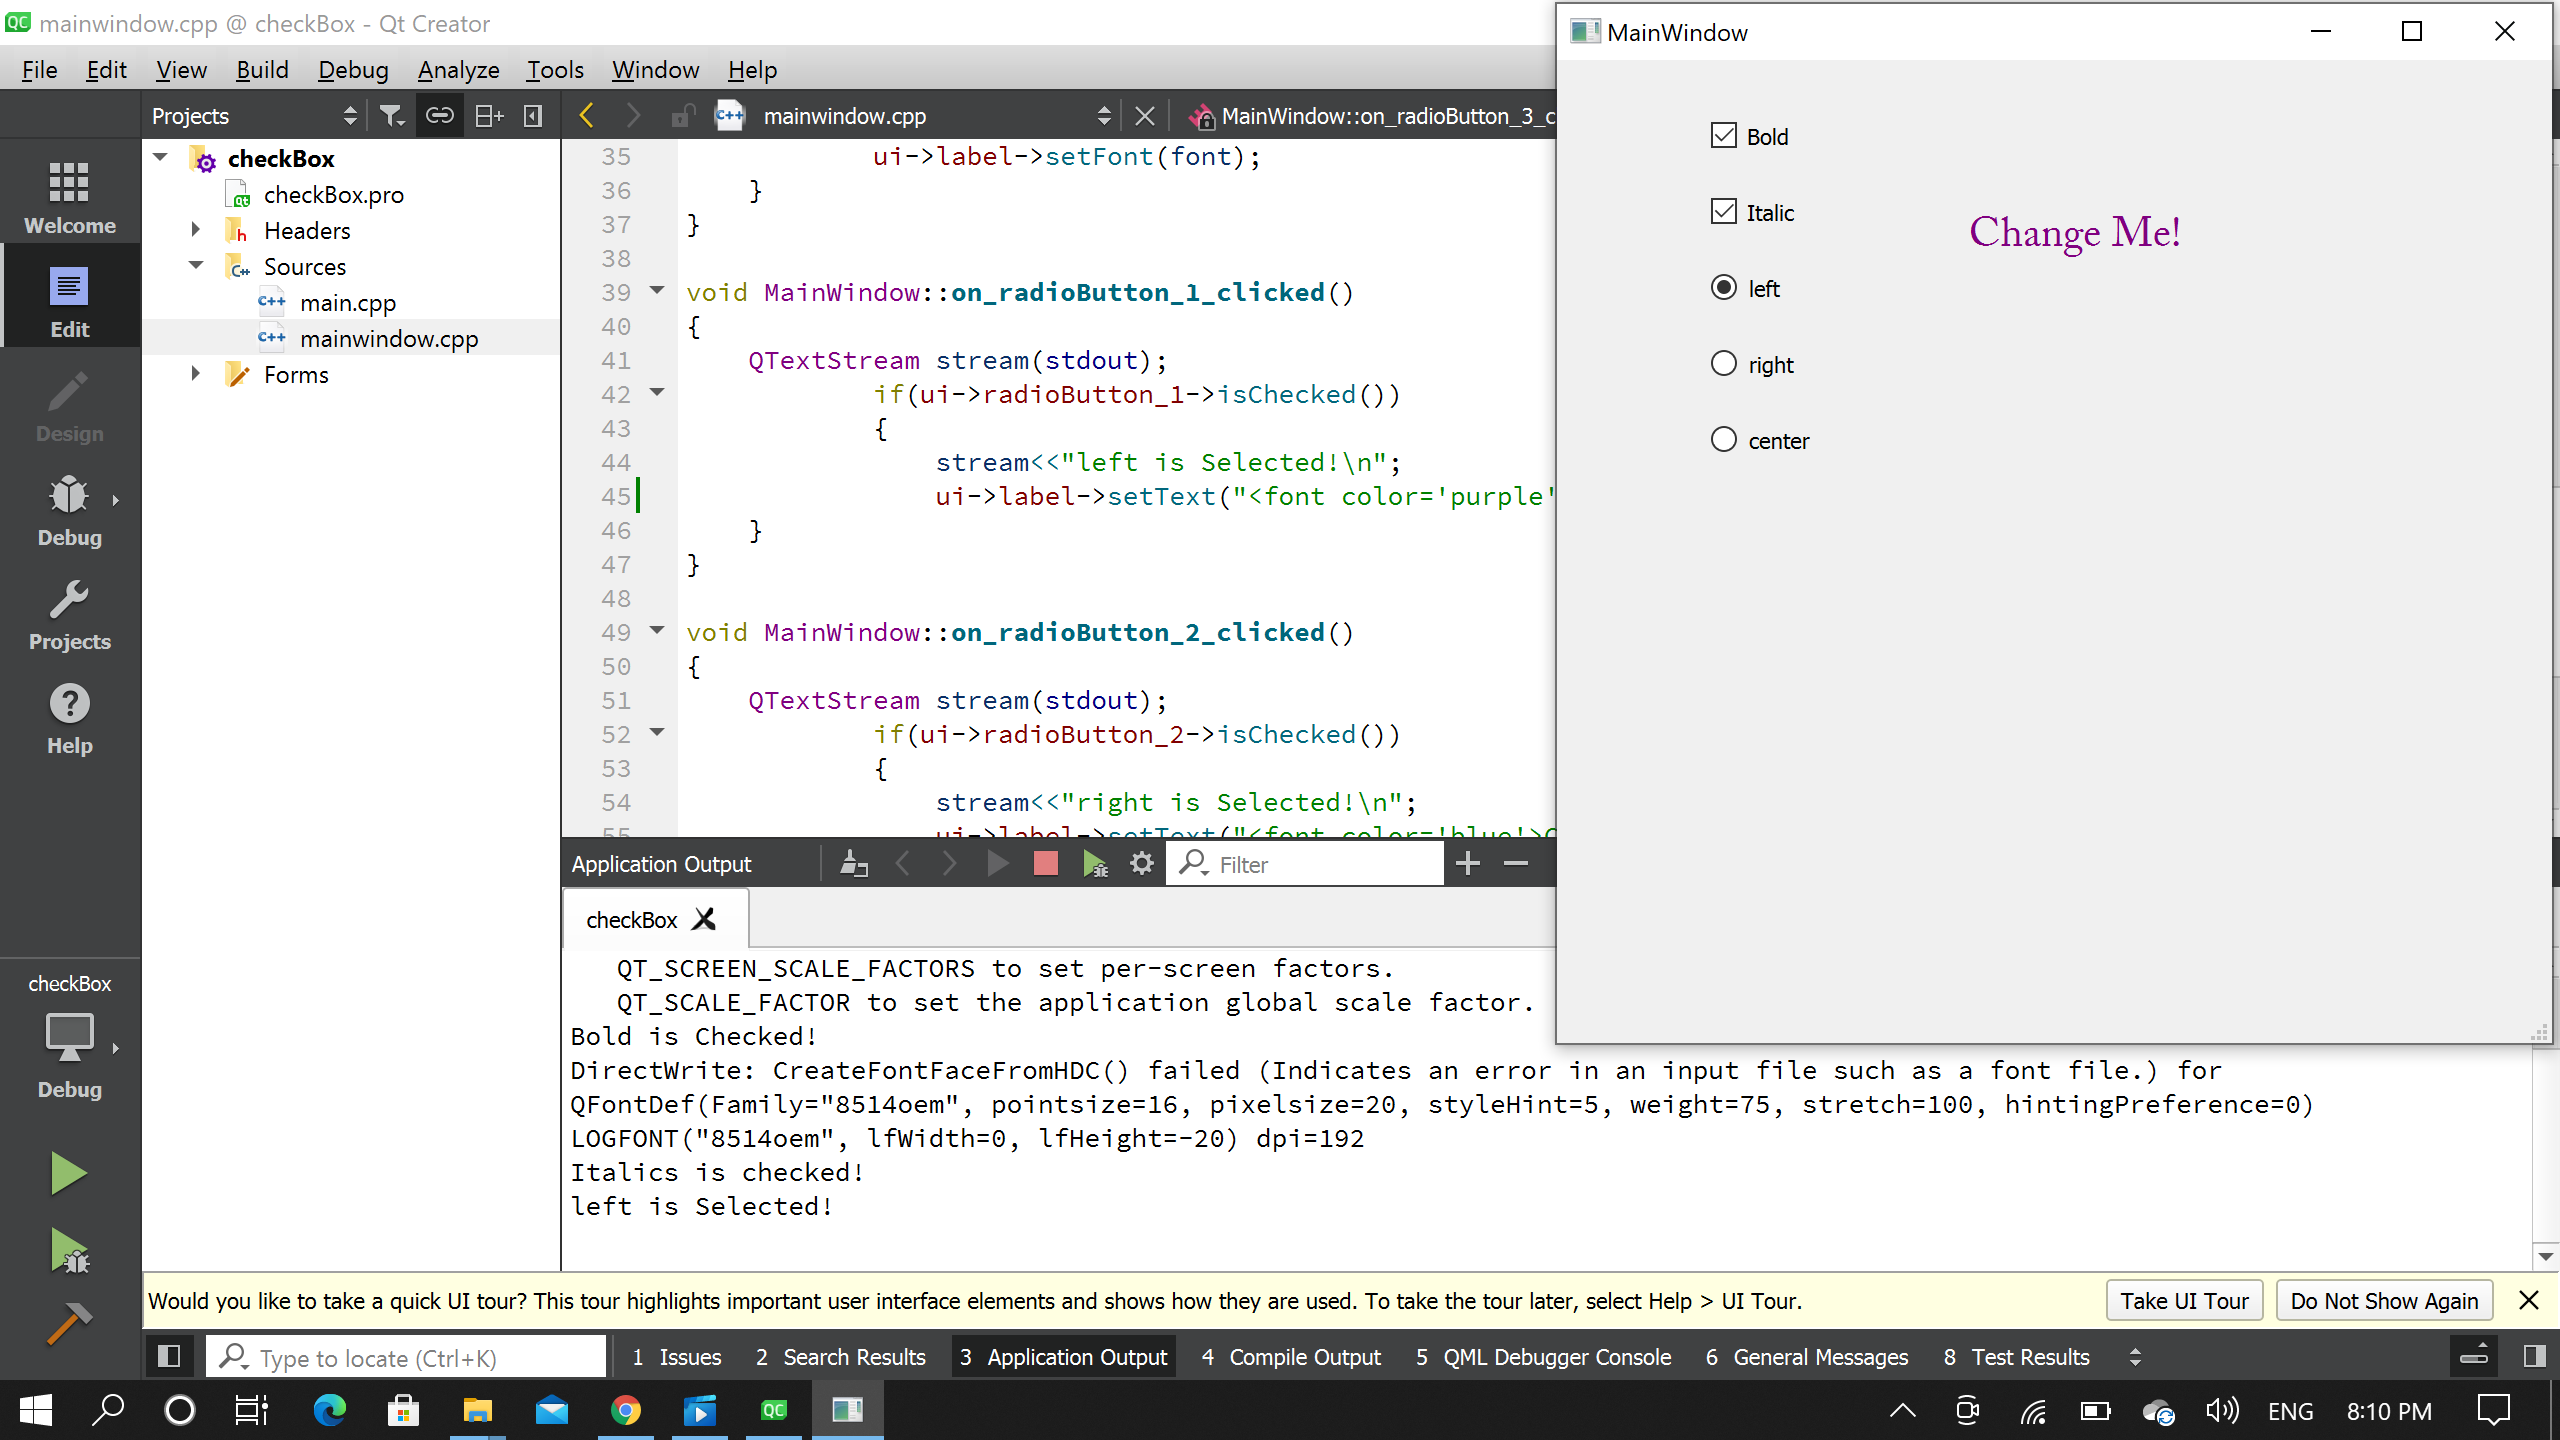 mainwindow.cpp @ checkBox - Qt Creator
File Edit View Build Debug Analyze Tools Window Help
Projects
mainwindow.cpp
MainWindow::on_radioButton_3_c
Welcome
Edit
Design
Debug
Projects
Help
checkBox
Debug
checkBox
checkBox.pro
Headers
Sources
main.cpp
mainwindow.cpp
Forms
35 ui->label->setFont(font);
36 }
37 }
38
39 void MainWindow::on_radioButton_1_clicked()
40 {
41 QTextStream stream(stdout);
42 if(ui->radioButton_1->isChecked())
43 {
44 stream<<"left is Selected!\n";
45 ui->label->setText("<font color='purple'
46 }
47 }
48
49 void MainWindow::on_radioButton_2_clicked()
50 {
51 QTextStream stream(stdout);
52 if(ui->radioButton_2->isChecked())
53 {
54 stream<<"right is Selected!\n";
55 ui->label->setText("<font color='blue'>C
MainWindow
Bold
Italic
left
right
center
Change Me!
Application Output
Filter
checkBox
QT_SCREEN_SCALE_FACTORS to set per-screen factors.
QT_SCALE_FACTOR to set the application global scale factor.
Bold is Checked!
DirectWrite: CreateFontFaceFromHDC() failed (Indicates an error in an input file such as a font file.) for
QFontDef(Family="8514oem", pointsize=16, pixelsize=20, styleHint=5, weight=75, stretch=100, hintingPreference=0)
LOGFONT("8514oem", lfWidth=0, lfHeight=-20) dpi=192
Italics is checked!
left is Selected!
Would you like to take a quick UI tour? This tour highlights important user interface elements and shows how they are used. To take the tour later, select Help > UI Tour.
Take UI Tour
Do Not Show Again
Type to locate (Ctrl+K)
1 Issues 2 Search Results 3 Application Output 4 Compile Output 5 QML Debugger Console 6 General Messages 8 Test Results
ENG 8:10 PM